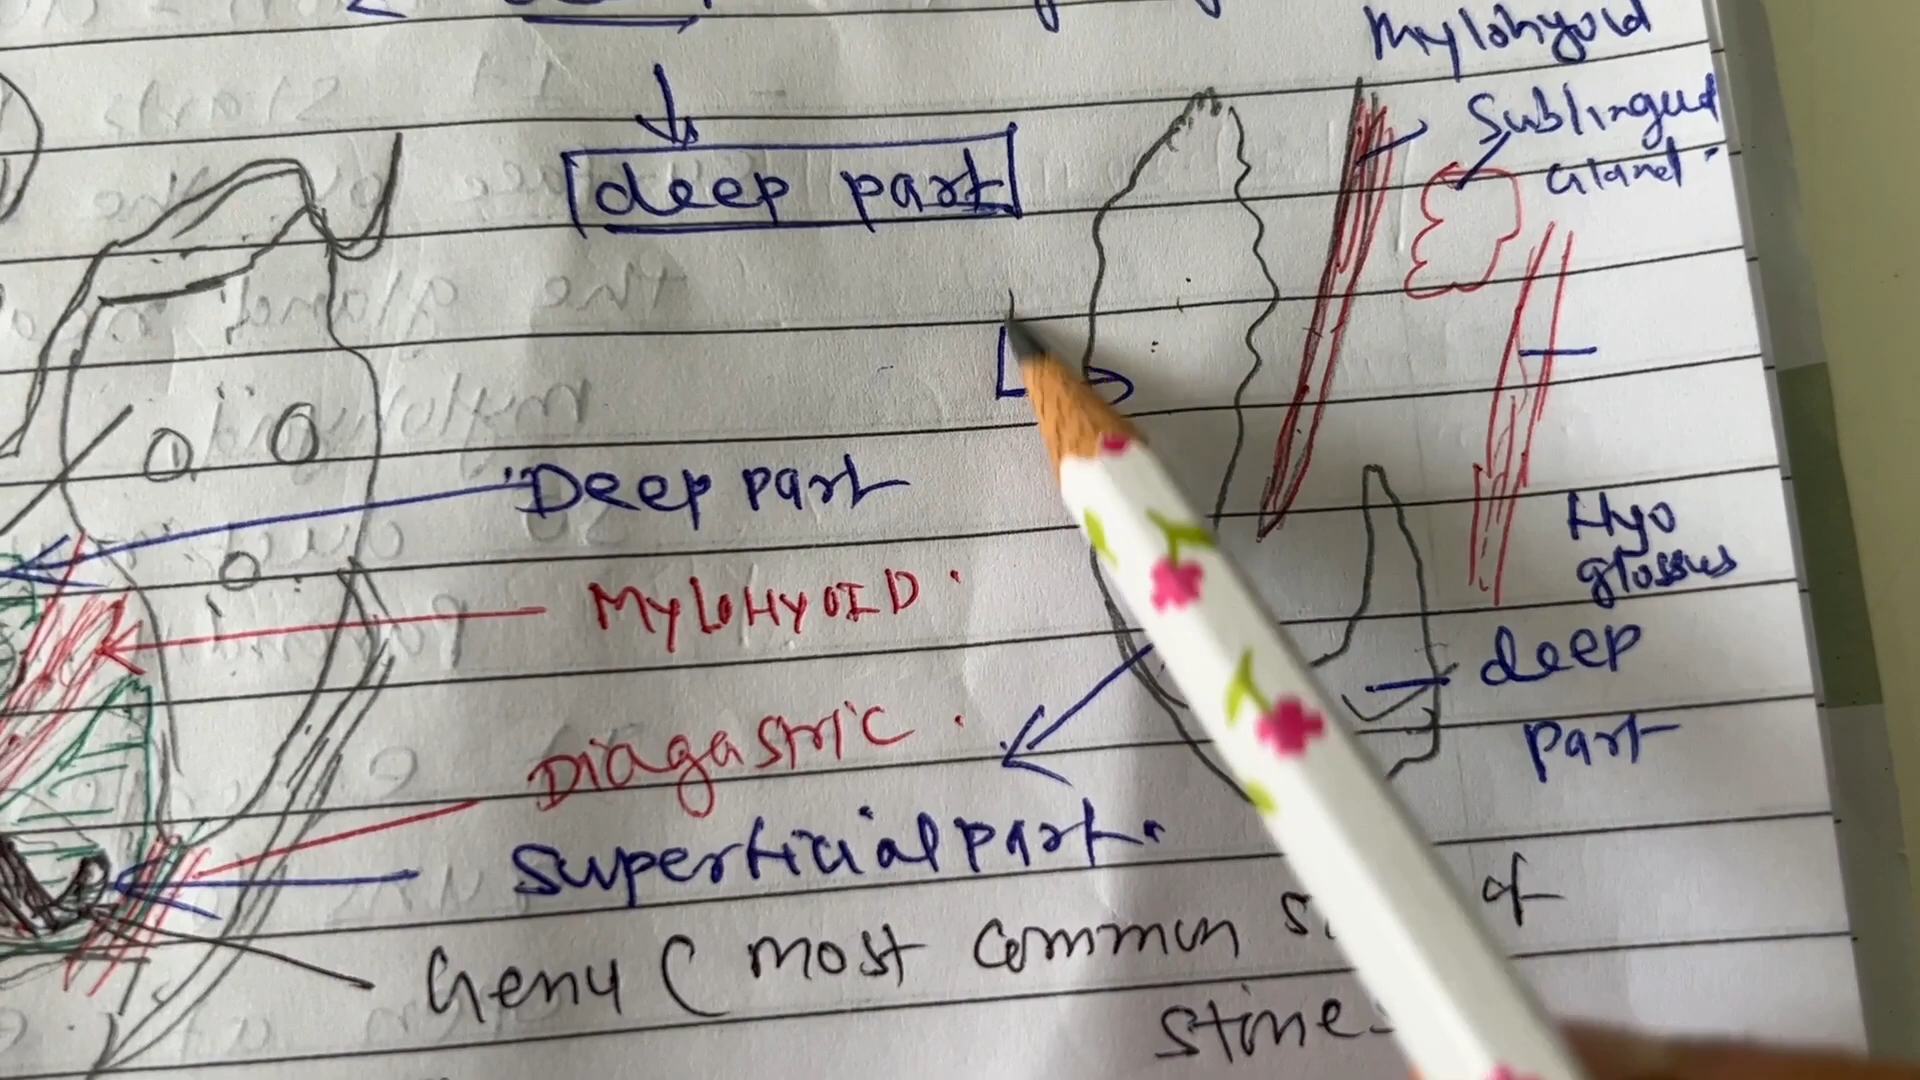 Mylohyoid
Sublingual
Gland.
deep part
Deep part
Hyo
glossus
MYLOHYOID.
deep
part
Diagastric.
Superficial part.
Genu ( most common of
stone